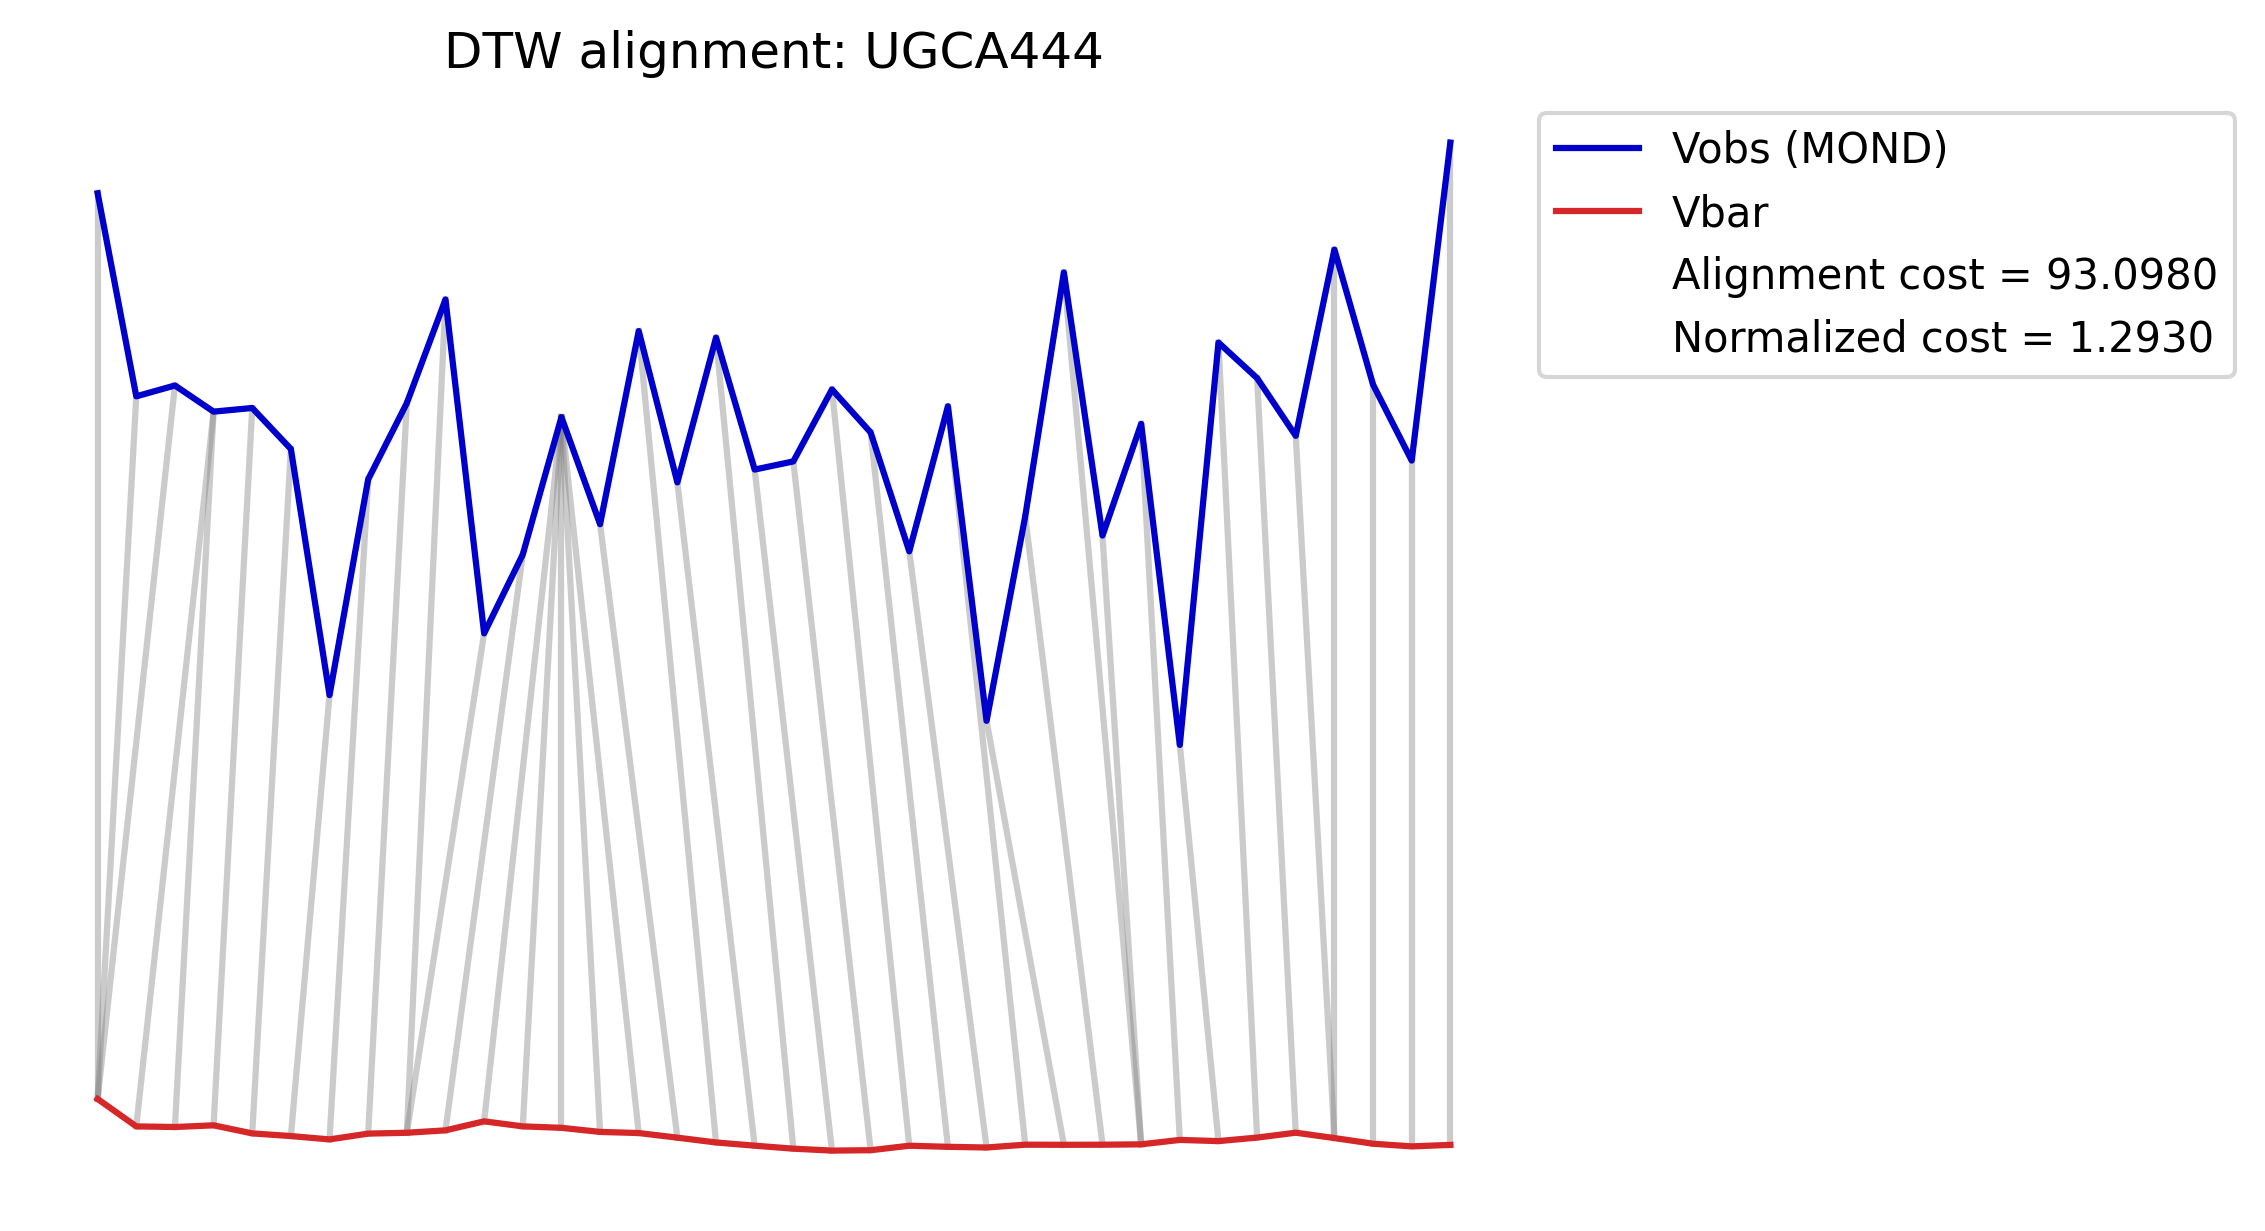 DTW alignment: UGCA444
Vobs (MOND)
Vbar
Alignment cost = 93.0980
Normalized cost = 1.2930